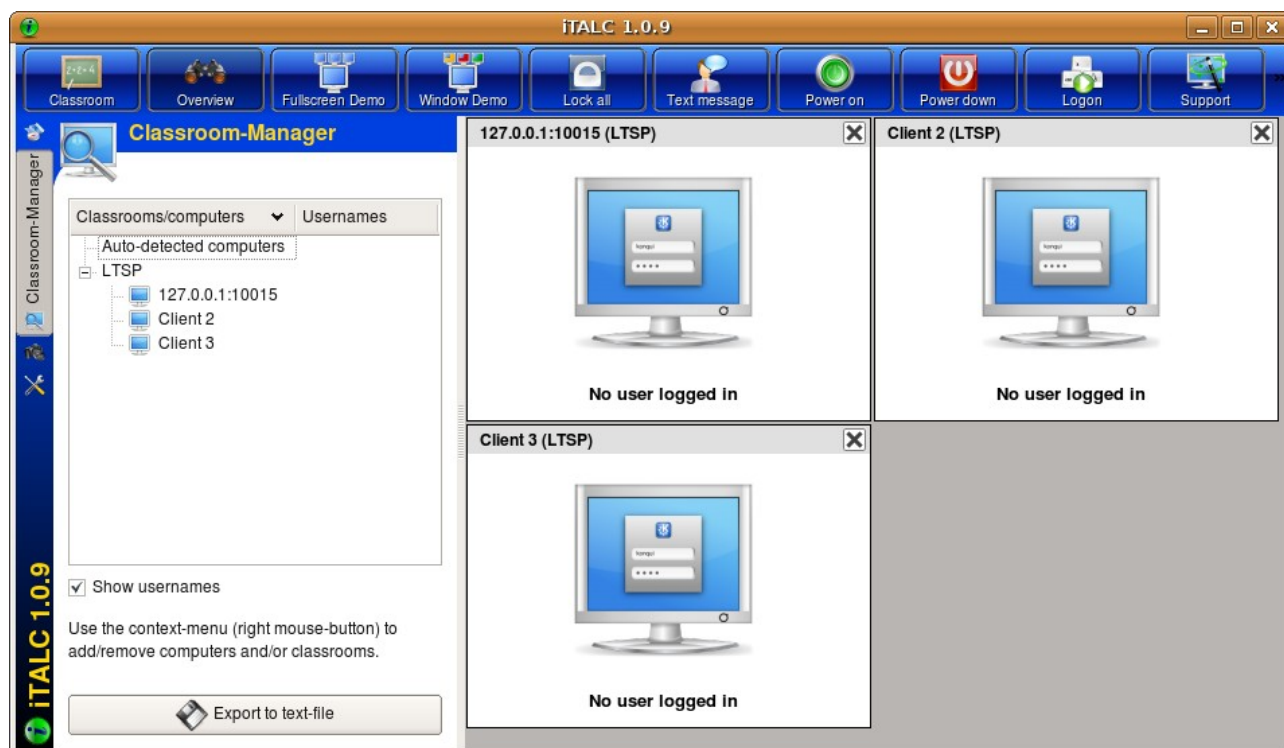 iTALC 1.0.9
z+z=4
Classroom
Overview
Fullscreen Demo
Window Demo
Lock all
Text message
Power on
Power down
Logon
Support
Classroom-Manager
iTALC 1.0.9
Classroom-Manager
Classrooms/computers Usernames
Auto-detected computers
LTSP
127.0.0.1:10015
Client 2
Client 3
Show usernames
Use the context-menu (right mouse-button) to
add/remove computers and/or classrooms.
Export to text-file
127.0.0.1:10015 (LTSP)
konqui
No user logged in
Client 2 (LTSP)
konqui
No user logged in
Client 3 (LTSP)
konqui
No user logged in